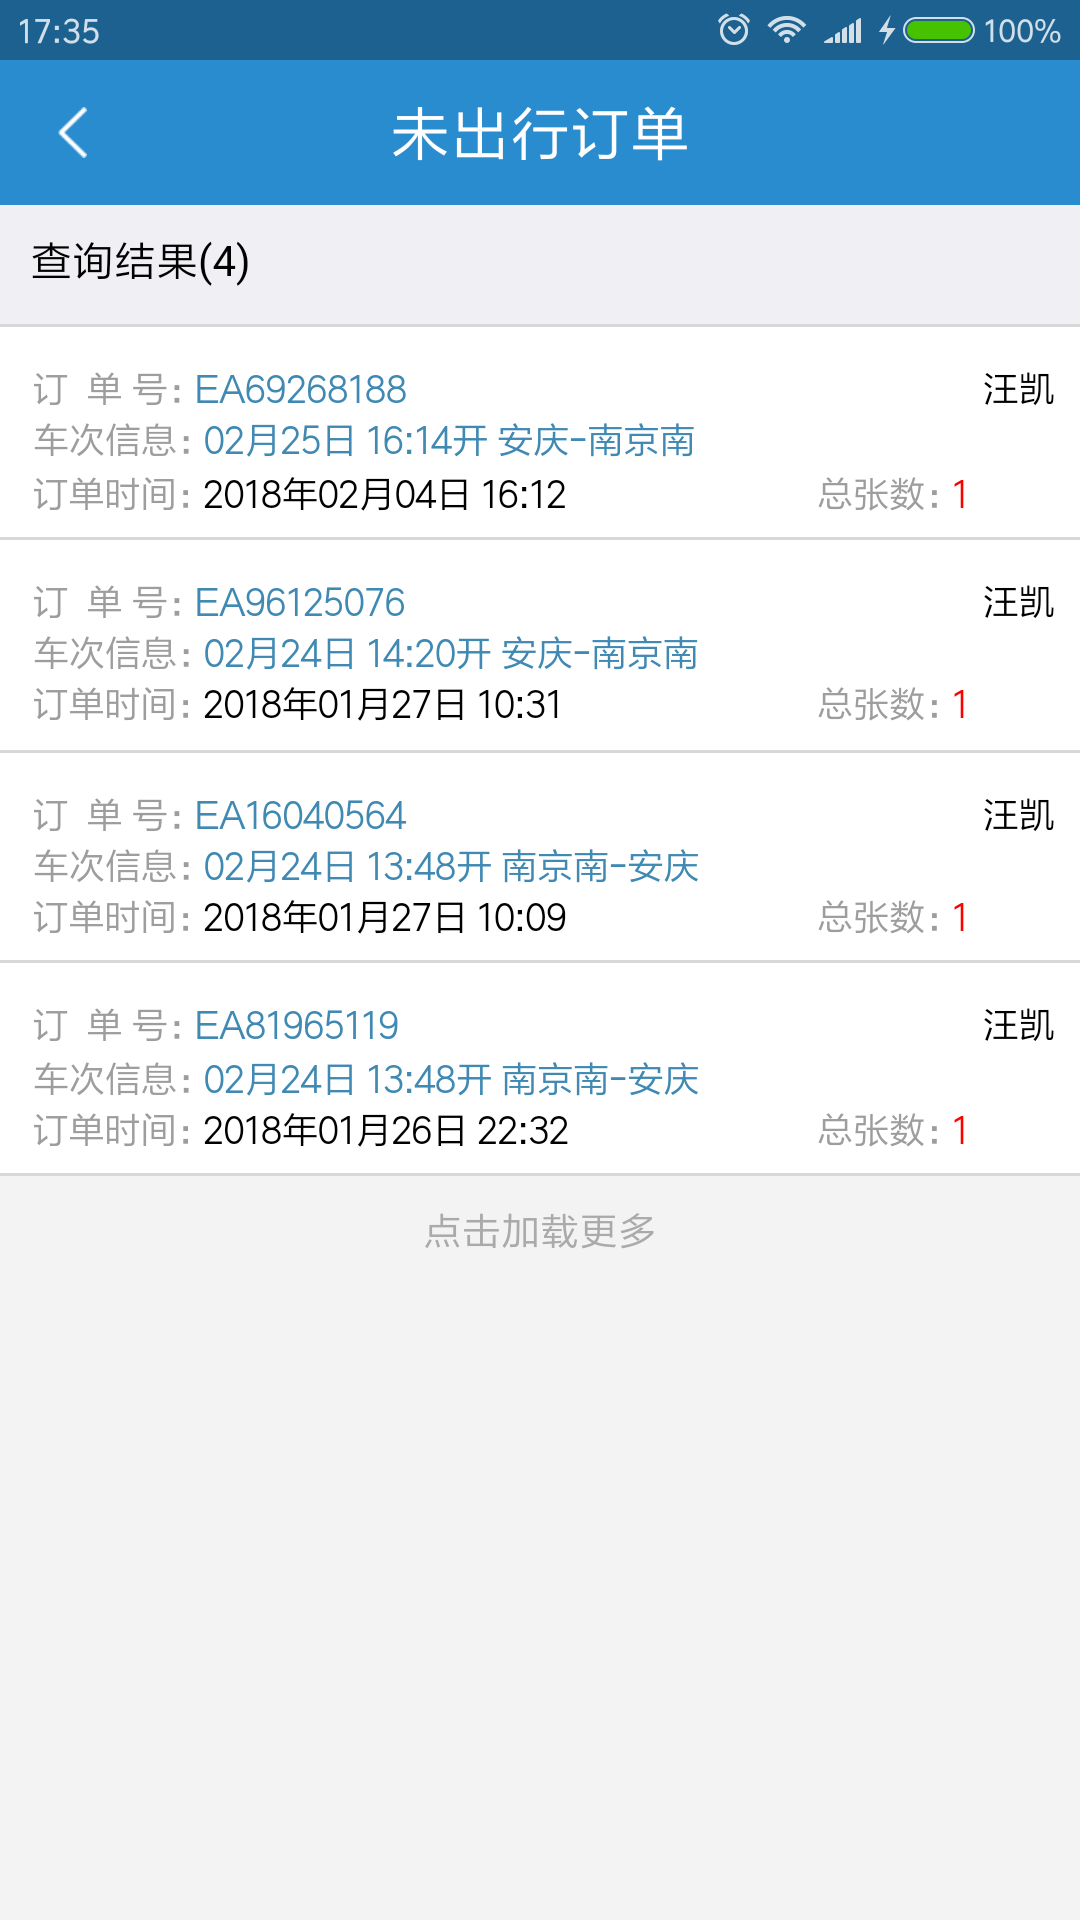 17:35 100%
未出行订单
查询结果(4)
订 单 号: EA69268188 汪凯
车次信息: 02月25日 16:14开 安庆-南京南
订单时间: 2018年02月04日 16:12 总张数: 1
订 单 号: EA96125076 汪凯
车次信息: 02月24日 14:20开 安庆-南京南
订单时间: 2018年01月27日 10:31 总张数: 1
订 单 号: EA16040564 汪凯
车次信息: 02月24日 13:48开 南京南-安庆
订单时间: 2018年01月27日 10:09 总张数: 1
订 单 号: EA81965119 汪凯
车次信息: 02月24日 13:48开 南京南-安庆
订单时间: 2018年01月26日 22:32 总张数: 1
点击加载更多